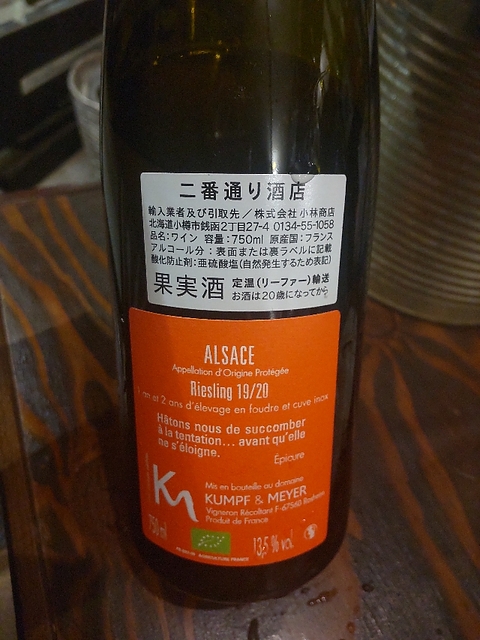 二番通り酒店
輸入業者及び引取先／株式会社 小林商店
北海道小樽市銭函2丁目27-4 0134-55-1058
品名：ワイン 容量：750ml 原産国：フランス
アルコール分：表面または裏ラベルに記載
酸化防止剤：亜硫酸塩（自然発生するため表記）
果実酒
定温（リーファー）輸送
お酒は20歳になってから
ALSACE
Appellation d'Origine Protégée
Riesling 19/20
1 an et 2 ans d'élevage en foudre et cuve inox
Hâtons nous de succomber
à la tentation... avant qu'elle
ne s'éloigne.
Épicure
Mis en bouteille au domaine
KUMPF & MEYER
Vigneron Récoltant F-67560 Rosheim
Produit de France
750 ml
13,5 % vol
AGRICULTURE FRANCE